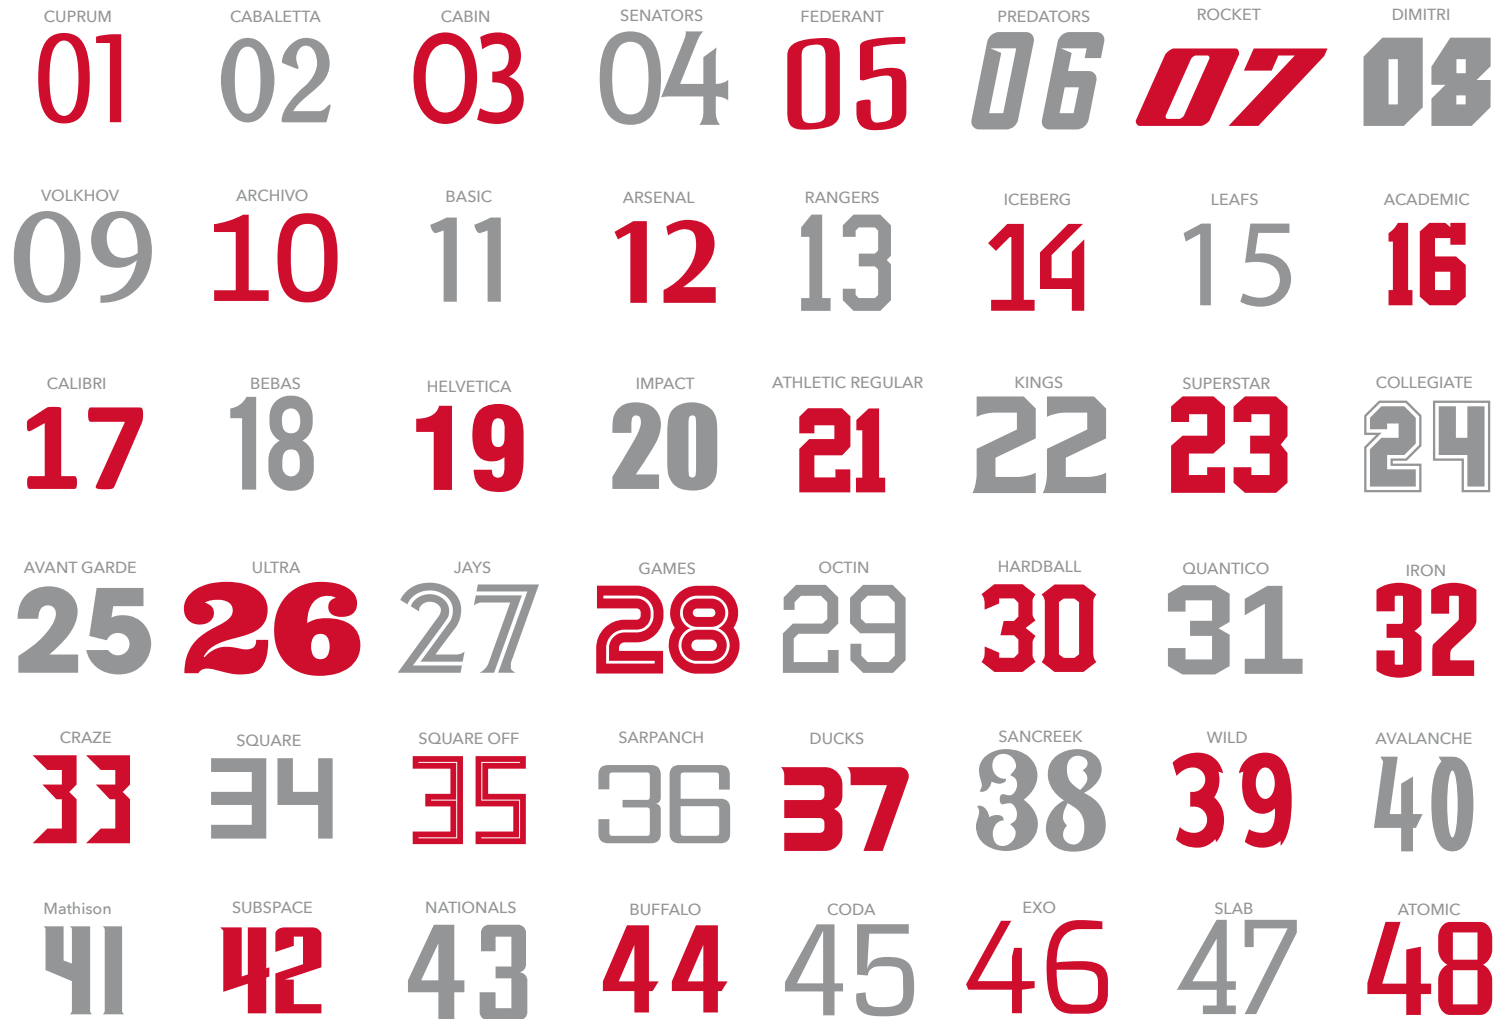 CUPRUM CABALETTA CABIN SENATORS FEDERANT PREDATORS ROCKET DIMITRI
01 02 03 04 05 06 07 08
VOLKHOV ARCHIVO BASIC ARSENAL RANGERS ICEBERG LEAFS ACADEMIC
09 10 11 12 13 14 15 16
CALIBRI BEBAS HELVETICA IMPACT ATHLETIC REGULAR KINGS SUPERSTAR COLLEGIATE
17 18 19 20 21 22 23 24
AVANT GARDE ULTRA JAYS GAMES OCTIN HARDBALL QUANTICO IRON
25 26 27 28 29 30 31 32
CRAZE SQUARE SQUARE OFF SARPANCH DUCKS SANCREEK WILD AVALANCHE
33 34 35 36 37 38 39 40
Mathison SUBSPACE NATIONALS BUFFALO CODA EXO SLAB ATOMIC
41 42 43 44 45 46 47 48